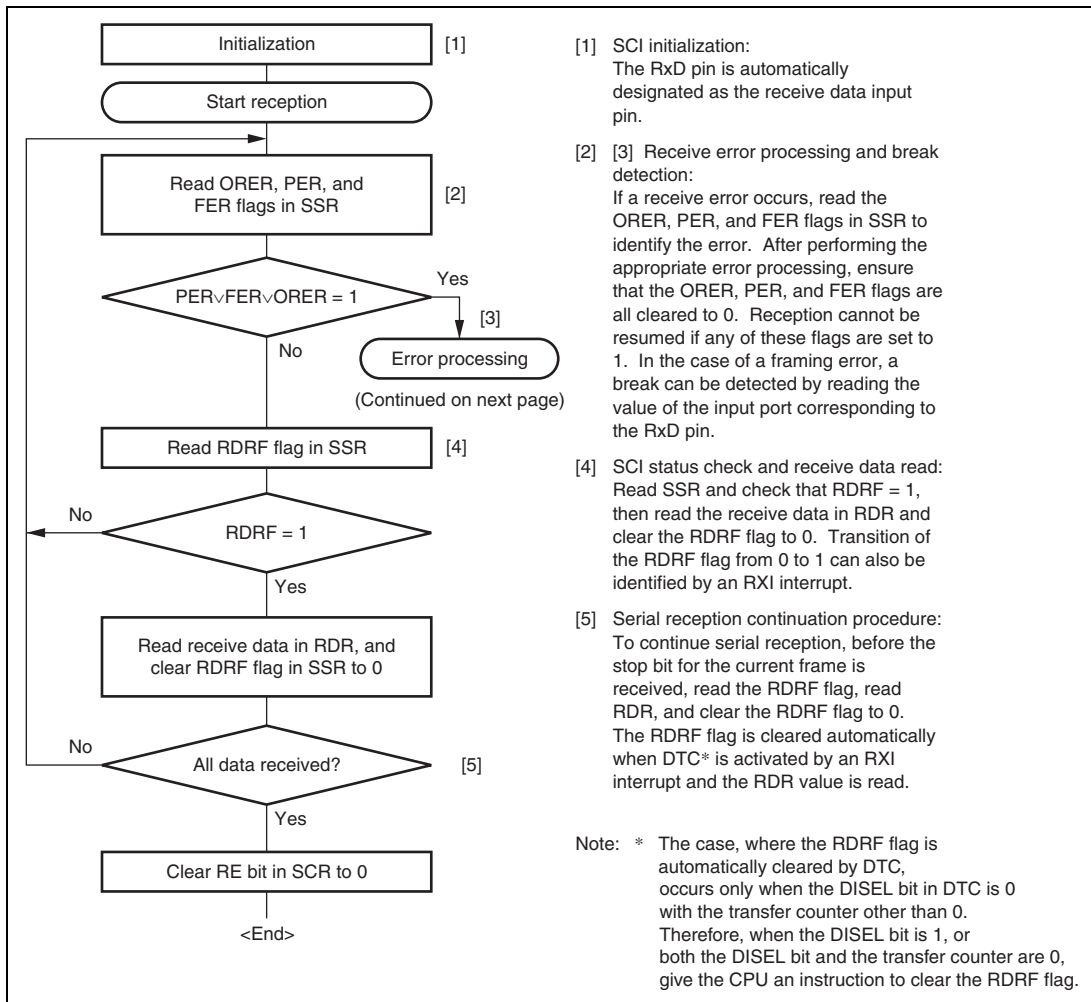 Initialization
[1]
Start reception
Read ORER, PER, and
FER flags in SSR
[2]
PER∨FER∨ORER = 1
Yes
[3]
No
Error processing
(Continued on next page)
Read RDRF flag in SSR
[4]
No
RDRF = 1
Yes
Read receive data in RDR, and
clear RDRF flag in SSR to 0
No
All data received?
[5]
Yes
Clear RE bit in SCR to 0
<End>
[1] SCI initialization:
The RxD pin is automatically
designated as the receive data input
pin.
[2] [3] Receive error processing and break
detection:
If a receive error occurs, read the
ORER, PER, and FER flags in SSR to
identify the error. After performing the
appropriate error processing, ensure
that the ORER, PER, and FER flags are
all cleared to 0. Reception cannot be
resumed if any of these flags are set to
1. In the case of a framing error, a
break can be detected by reading the
value of the input port corresponding to
the RxD pin.
[4] SCI status check and receive data read:
Read SSR and check that RDRF = 1,
then read the receive data in RDR and
clear the RDRF flag to 0. Transition of
the RDRF flag from 0 to 1 can also be
identified by an RXI interrupt.
[5] Serial reception continuation procedure:
To continue serial reception, before the
stop bit for the current frame is
received, read the RDRF flag, read
RDR, and clear the RDRF flag to 0.
The RDRF flag is cleared automatically
when DTC* is activated by an RXI
interrupt and the RDR value is read.
Note: * The case, where the RDRF flag is
automatically cleared by DTC,
occurs only when the DISEL bit in DTC is 0
with the transfer counter other than 0.
Therefore, when the DISEL bit is 1, or
both the DISEL bit and the transfer counter are 0,
give the CPU an instruction to clear the RDRF flag.